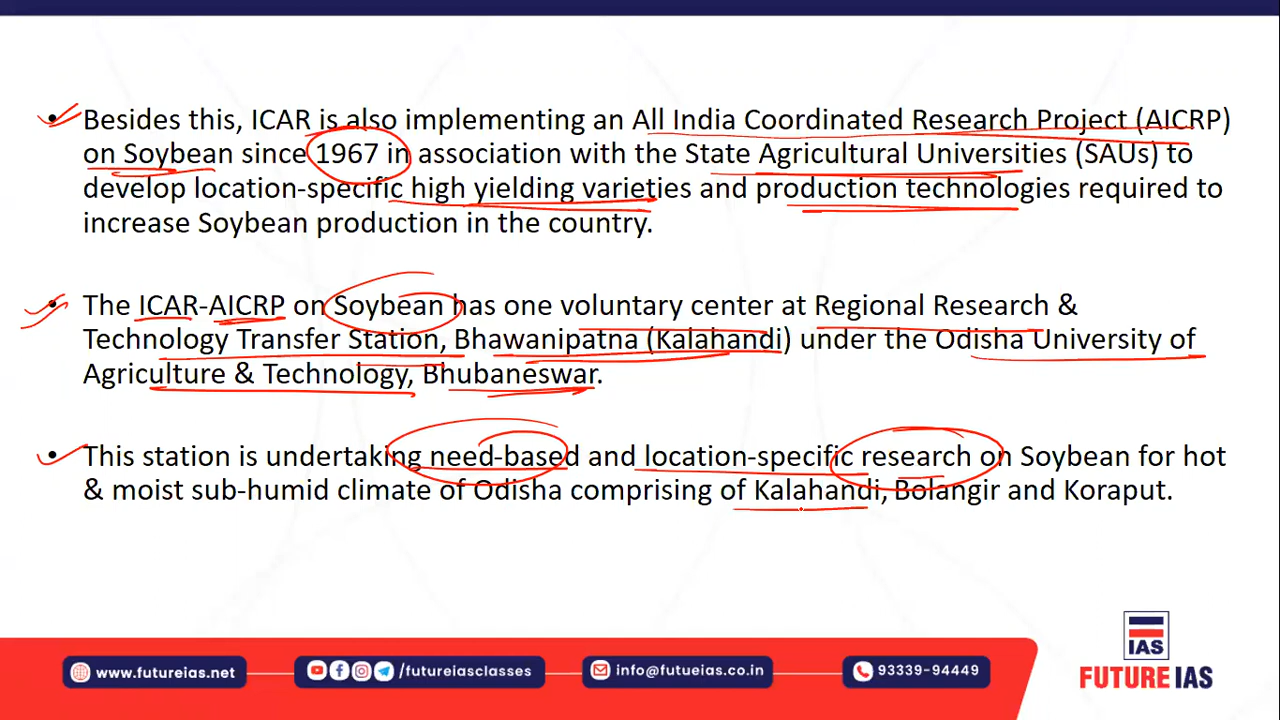 • Besides this, ICAR is also implementing an All India Coordinated Research Project (AICRP)
on Soybean since 1967 in association with the State Agricultural Universities (SAUs) to
develop location-specific high yielding varieties and production technologies required to
increase Soybean production in the country.
• The ICAR-AICRP on Soybean has one voluntary center at Regional Research &
Technology Transfer Station, Bhawanipatna (Kalahandi) under the Odisha University of
Agriculture & Technology, Bhubaneswar.
• This station is undertaking need-based and location-specific research on Soybean for hot
& moist sub-humid climate of Odisha comprising of Kalahandi, Bolangir and Koraput.
www.futureias.net
/futureiasclasses
info@futueias.co.in
93339-94449
IAS
FUTURE IAS